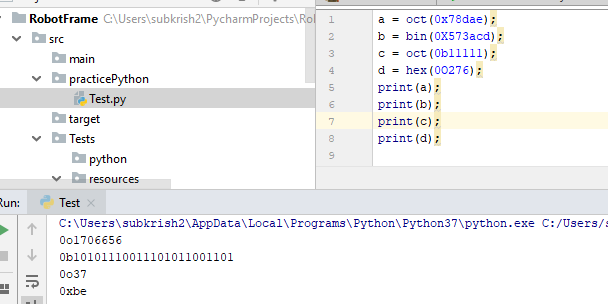 RobotFrame C:\Users\subkrish2\PycharmProjects\Ro
src
main
practicePython
Test.py
target
Tests
python
resources
1 a = oct(0x78dae);
2 b = bin(0X573acd);
3 c = oct(0b11111);
4 d = hex(0O276);
5 print(a);
6 print(b);
7 print(c);
8 print(d);
9
Run: Test
C:\Users\subkrish2\AppData\Local\Programs\Python\Python37\python.exe C:/Users/s
0o1706656
0b10101110011101011001101
0o37
0xbe